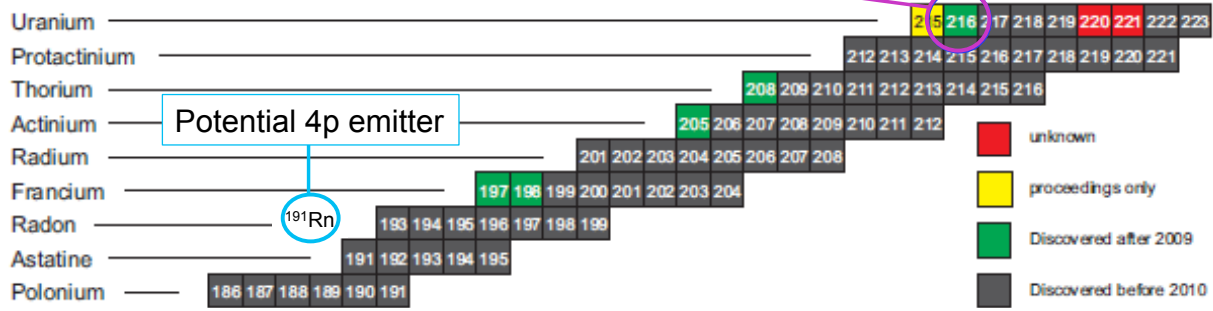 Uranium 215 216 217 218 219 220 221 222 223
Protactinium 212 213 214 215 216 217 218 219 220 221
Thorium 208 209 210 211 212 213 214 215 216
Potential 4p emitter
Actinium 205 206 207 208 209 210 211 212
unknown
Radium 201 202 203 204 205 206 207 208
proceedings only
Francium 197 198 199 200 201 202 203 204
¹⁹¹Rn
Radon 193 194 195 196 197 198 199
Discovered after 2009
Astatine 191 192 193 194 195
Polonium 186 187 188 189 190 191
Discovered before 2010